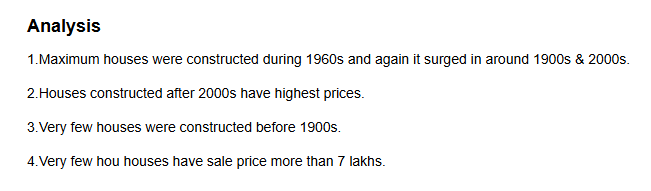 Analysis
1.Maximum houses were constructed during 1960s and again it surged in around 1900s & 2000s.
2.Houses constructed after 2000s have highest prices.
3.Very few houses were constructed before 1900s.
4.Very few hou houses have sale price more than 7 lakhs.